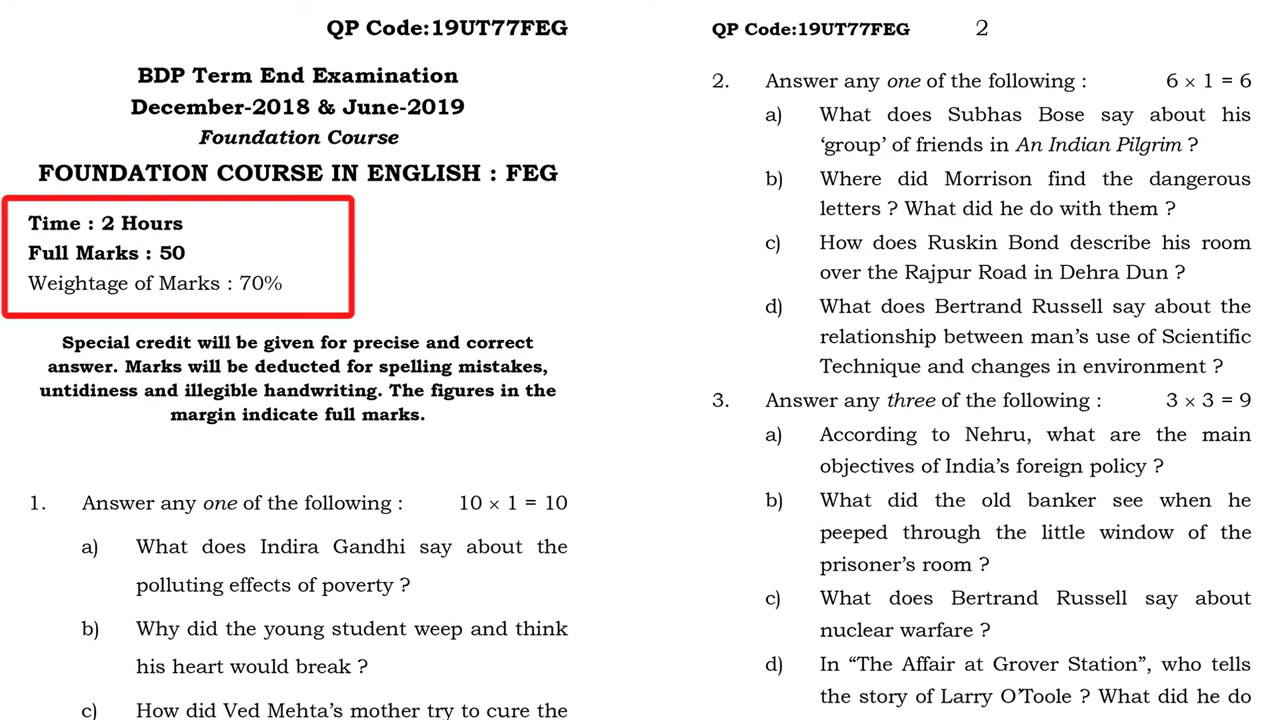 QP Code:19UT77FEG
BDP Term End Examination
December-2018 & June-2019
Foundation Course
FOUNDATION COURSE IN ENGLISH : FEG
Time : 2 Hours
Full Marks : 50
Weightage of Marks : 70%
Special credit will be given for precise and correct
answer. Marks will be deducted for spelling mistakes,
untidiness and illegible handwriting. The figures in the
margin indicate full marks.
1. Answer any one of the following : 10 × 1 = 10
a) What does Indira Gandhi say about the
polluting effects of poverty ?
b) Why did the young student weep and think
his heart would break ?
c) How did Ved Mehta’s mother try to cure the
QP Code:19UT77FEG 2
2. Answer any one of the following : 6 × 1 = 6
a) What does Subhas Bose say about his
‘group’ of friends in An Indian Pilgrim ?
b) Where did Morrison find the dangerous
letters ? What did he do with them ?
c) How does Ruskin Bond describe his room
over the Rajpur Road in Dehra Dun ?
d) What does Bertrand Russell say about the
relationship between man’s use of Scientific
Technique and changes in environment ?
3. Answer any three of the following : 3 × 3 = 9
a) According to Nehru, what are the main
objectives of India’s foreign policy ?
b) What did the old banker see when he
peeped through the little window of the
prisoner’s room ?
c) What does Bertrand Russell say about
nuclear warfare ?
d) In “The Affair at Grover Station”, who tells
the story of Larry O’Toole ? What did he do